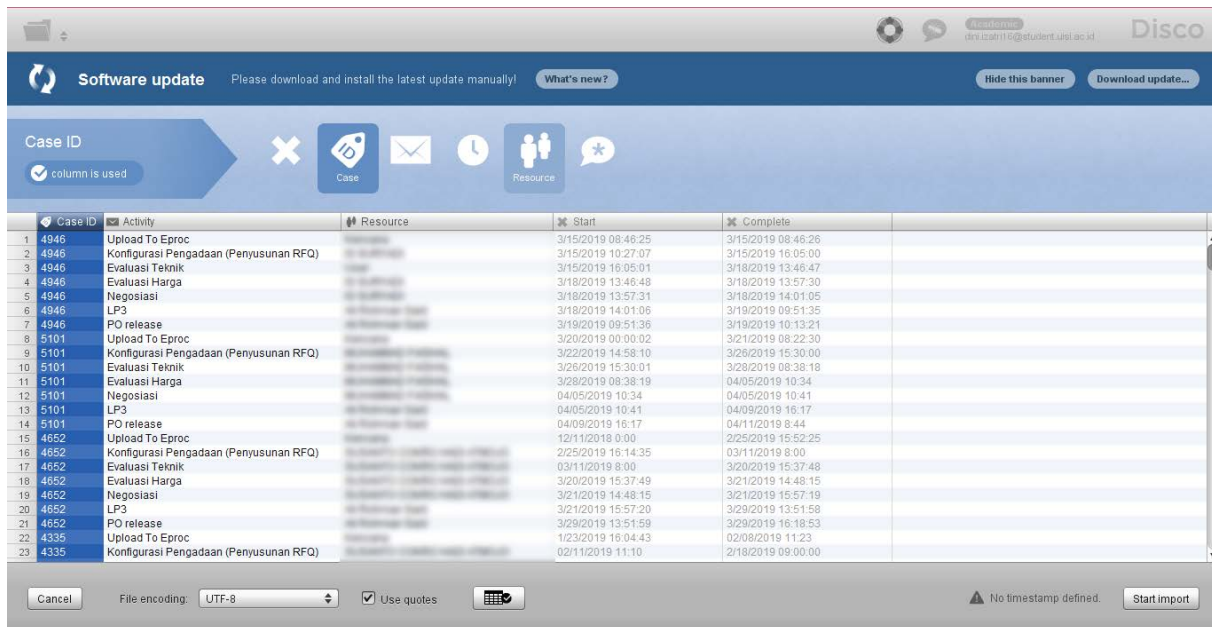 Academic
Disco
dini.izatri16@student.uisi.ac.id
Software update Please download and install the latest update manually! What's new? Hide this banner Download update...
Case ID
column is used
Case Resource
Case ID Activity Resource Start Complete
1 4946 Upload To Eproc 3/15/2019 08:46:25 3/15/2019 08:46:26
2 4946 Konfigurasi Pengadaan (Penyusunan RFQ) 3/15/2019 10:27:07 3/15/2019 16:05:00
3 4946 Evaluasi Teknik 3/15/2019 16:05:01 3/18/2019 13:46:47
4 4946 Evaluasi Harga 3/18/2019 13:46:48 3/18/2019 13:57:30
5 4946 Negosiasi 3/18/2019 13:57:31 3/18/2019 14:01:05
6 4946 LP3 3/18/2019 14:01:06 3/19/2019 09:51:35
7 4946 PO release 3/19/2019 09:51:36 3/19/2019 10:13:21
8 5101 Upload To Eproc 3/20/2019 00:00:02 3/21/2019 08:22:30
9 5101 Konfigurasi Pengadaan (Penyusunan RFQ) 3/22/2019 14:58:10 3/26/2019 15:30:00
10 5101 Evaluasi Teknik 3/26/2019 15:30:01 3/28/2019 08:38:18
11 5101 Evaluasi Harga 3/28/2019 08:38:19 04/05/2019 10:34
12 5101 Negosiasi 04/05/2019 10:34 04/05/2019 10:41
13 5101 LP3 04/05/2019 10:41 04/09/2019 16:17
14 5101 PO release 04/09/2019 16:17 04/11/2019 8:44
15 4652 Upload To Eproc 12/11/2018 0:00 2/25/2019 15:52:25
16 4652 Konfigurasi Pengadaan (Penyusunan RFQ) 2/25/2019 16:14:35 03/11/2019 8:00
17 4652 Evaluasi Teknik 03/11/2019 8:00 3/20/2019 15:37:48
18 4652 Evaluasi Harga 3/20/2019 15:37:49 3/21/2019 14:48:15
19 4652 Negosiasi 3/21/2019 14:48:15 3/21/2019 15:57:19
20 4652 LP3 3/21/2019 15:57:20 3/29/2019 13:51:58
21 4652 PO release 3/29/2019 13:51:59 3/29/2019 16:18:53
22 4335 Upload To Eproc 1/23/2019 16:04:43 02/08/2019 11:23
23 4335 Konfigurasi Pengadaan (Penyusunan RFQ) 02/11/2019 11:10 2/18/2019 09:00:00
Cancel File encoding: UTF-8 Use quotes No timestamp defined. Start import